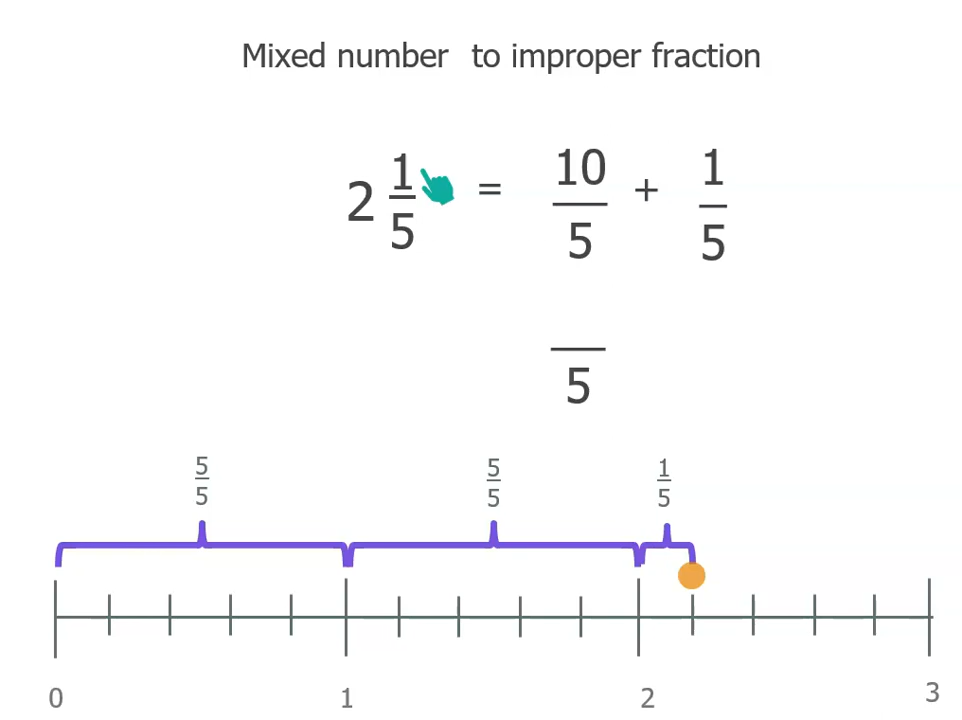 Mixed number to improper fraction
2 1/5 = 10/5 + 1/5
/5
5/5 5/5 1/5
0 1 2 3